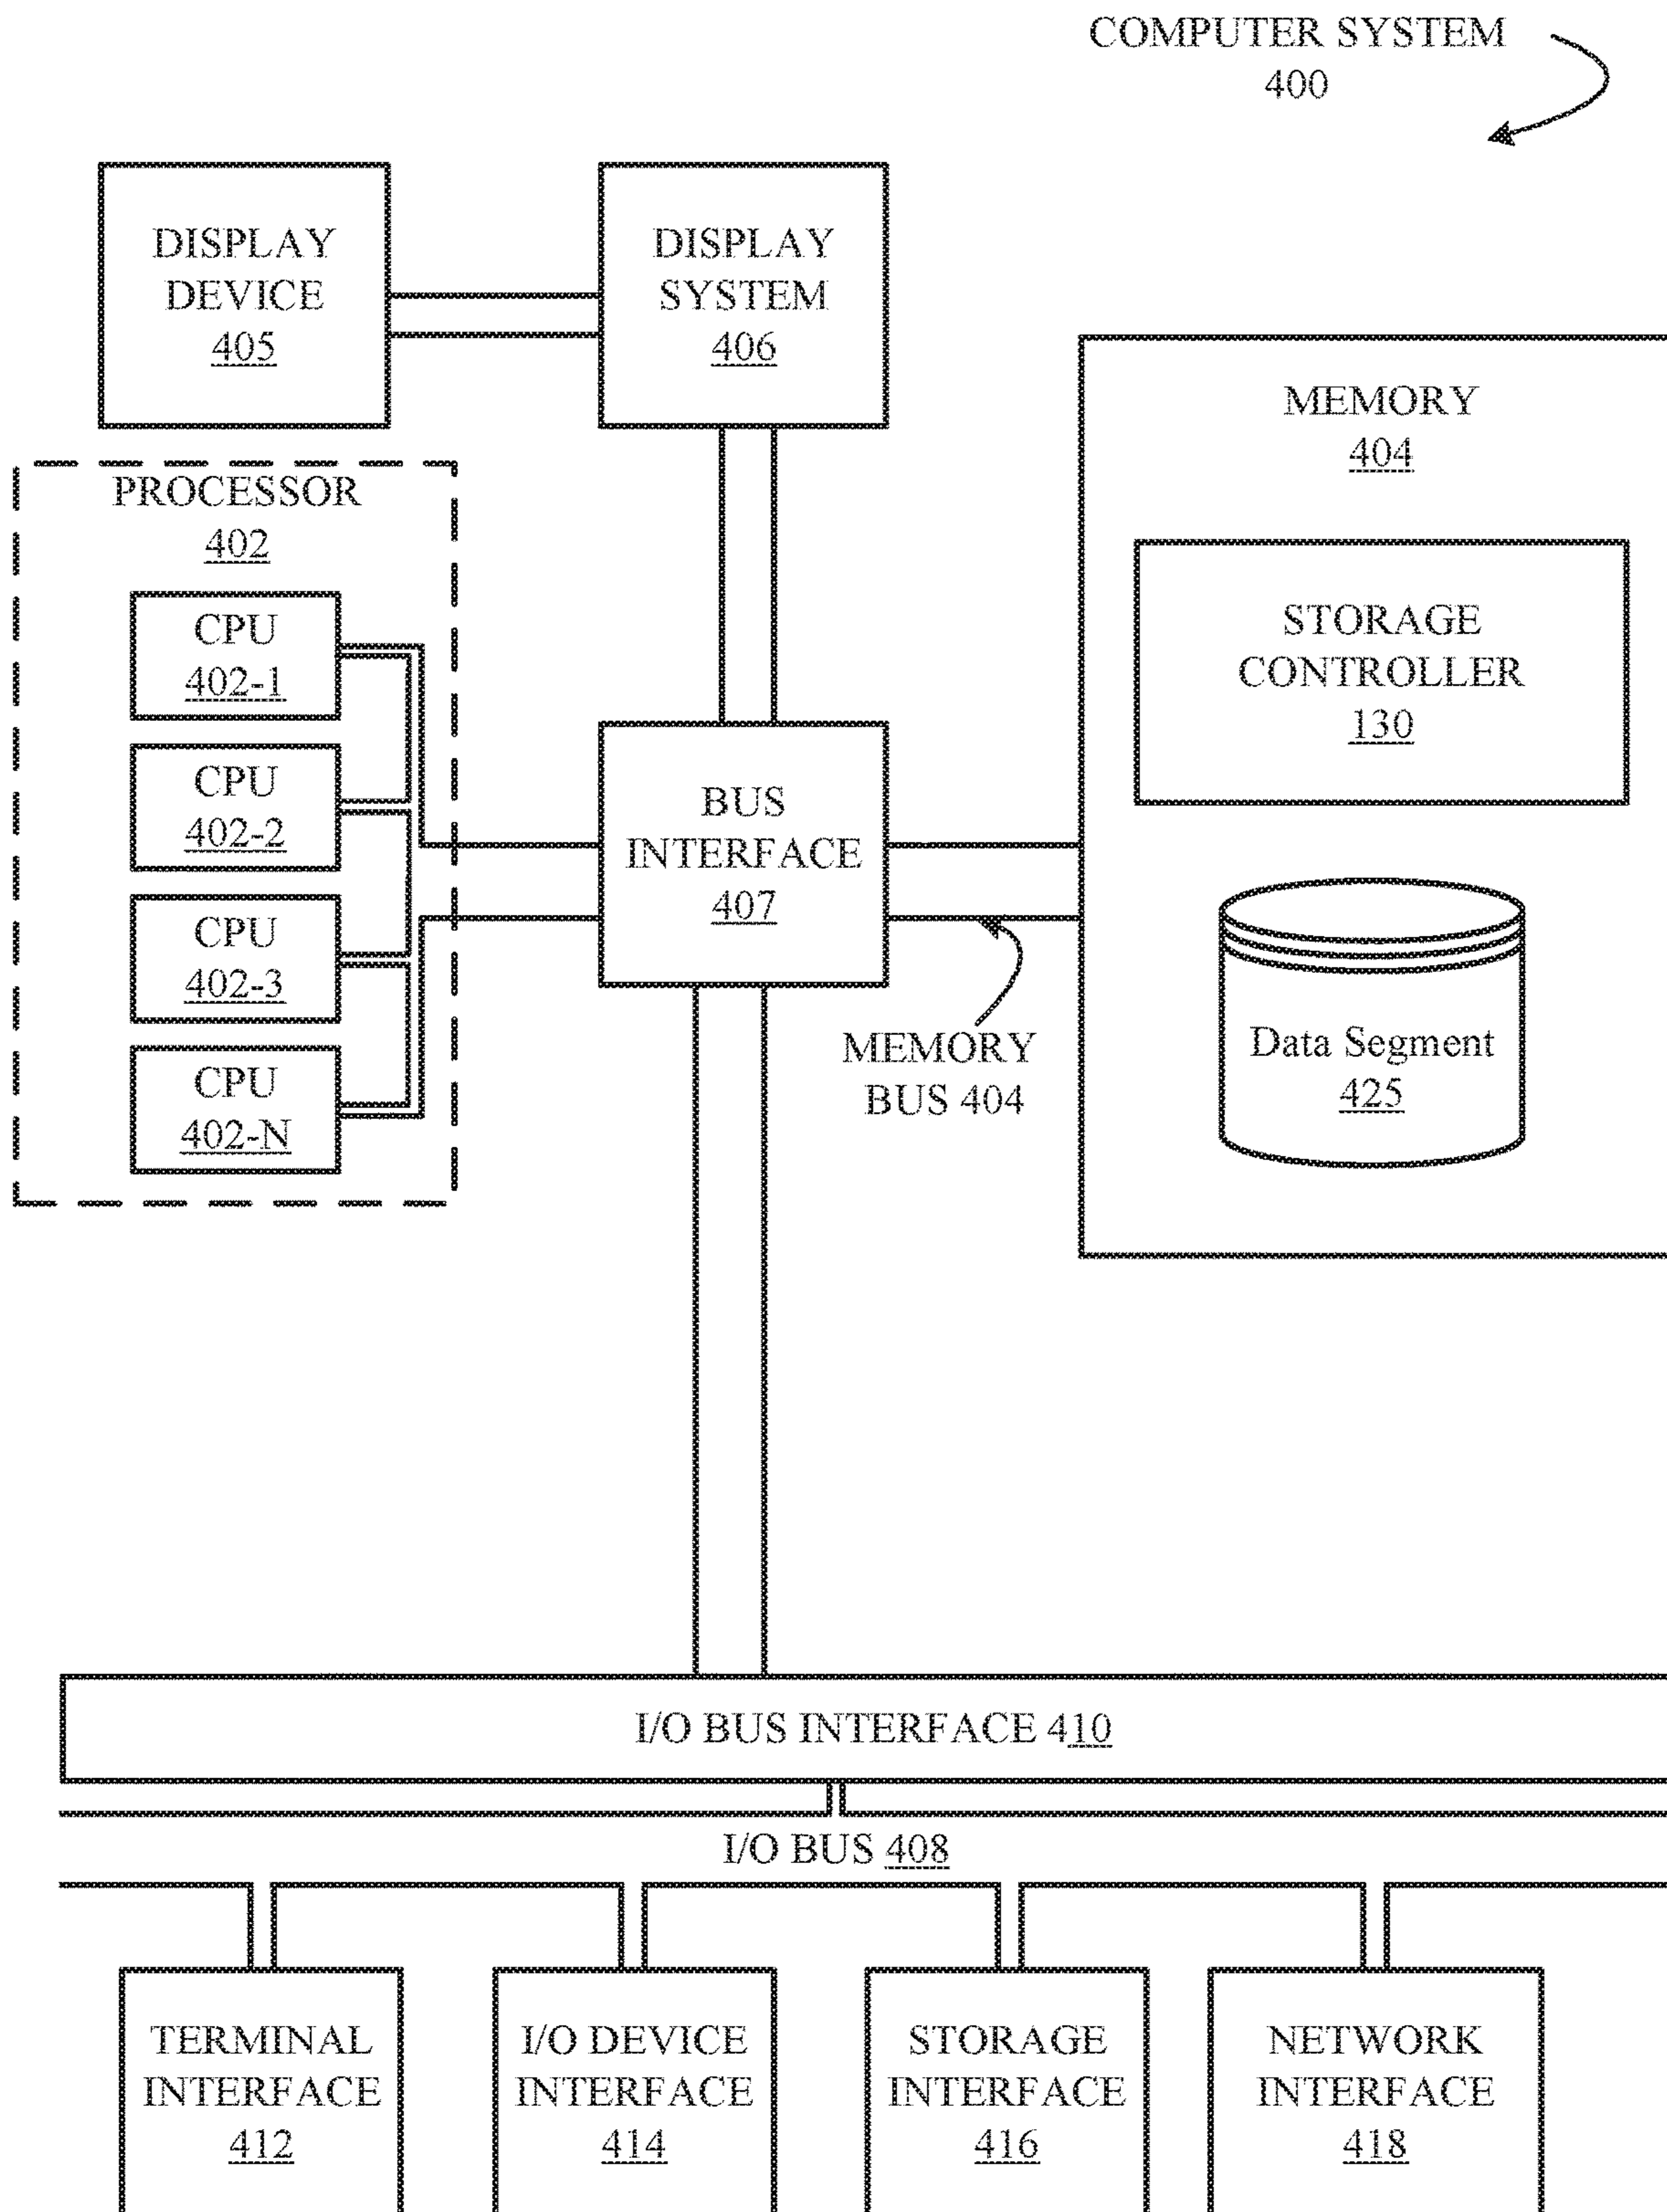 COMPUTER SYSTEM
400
DISPLAY
DEVICE
405
DISPLAY
SYSTEM
406
MEMORY
404
PROCESSOR
402
CPU
402-1
CPU
402-2
CPU
402-3
CPU
402-N
BUS
INTERFACE
407
STORAGE
CONTROLLER
130
MEMORY
BUS 404
Data Segment
425
I/O BUS INTERFACE 410
I/O BUS 408
TERMINAL
INTERFACE
412
I/O DEVICE
INTERFACE
414
STORAGE
INTERFACE
416
NETWORK
INTERFACE
418